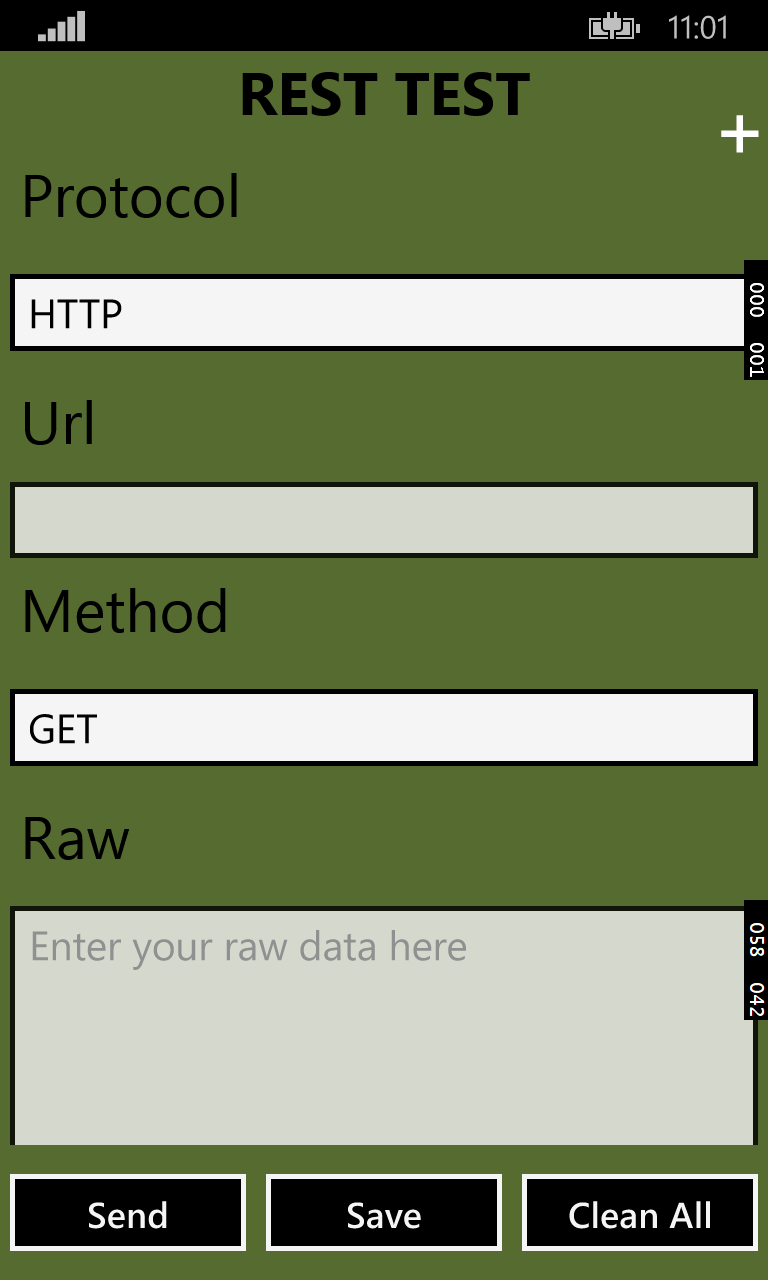 11:01
REST TEST
+
Protocol
HTTP
000 001
Url
Method
GET
Raw
Enter your raw data here
058 042
Send
Save
Clean All